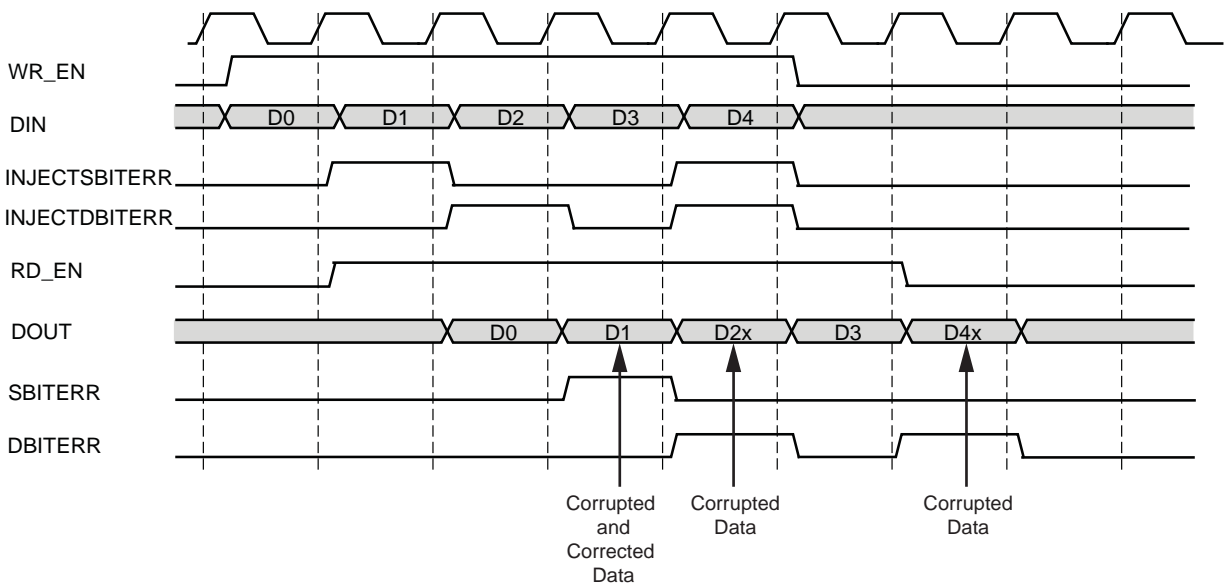 WR_EN
DIN
D0 D1 D2 D3 D4
INJECTSBITERR
INJECTDBITERR
RD_EN
DOUT
D0 D1 D2x D3 D4x
SBITERR
DBITERR
Corrupted
and
Corrected
Data
Corrupted
Data
Corrupted
Data